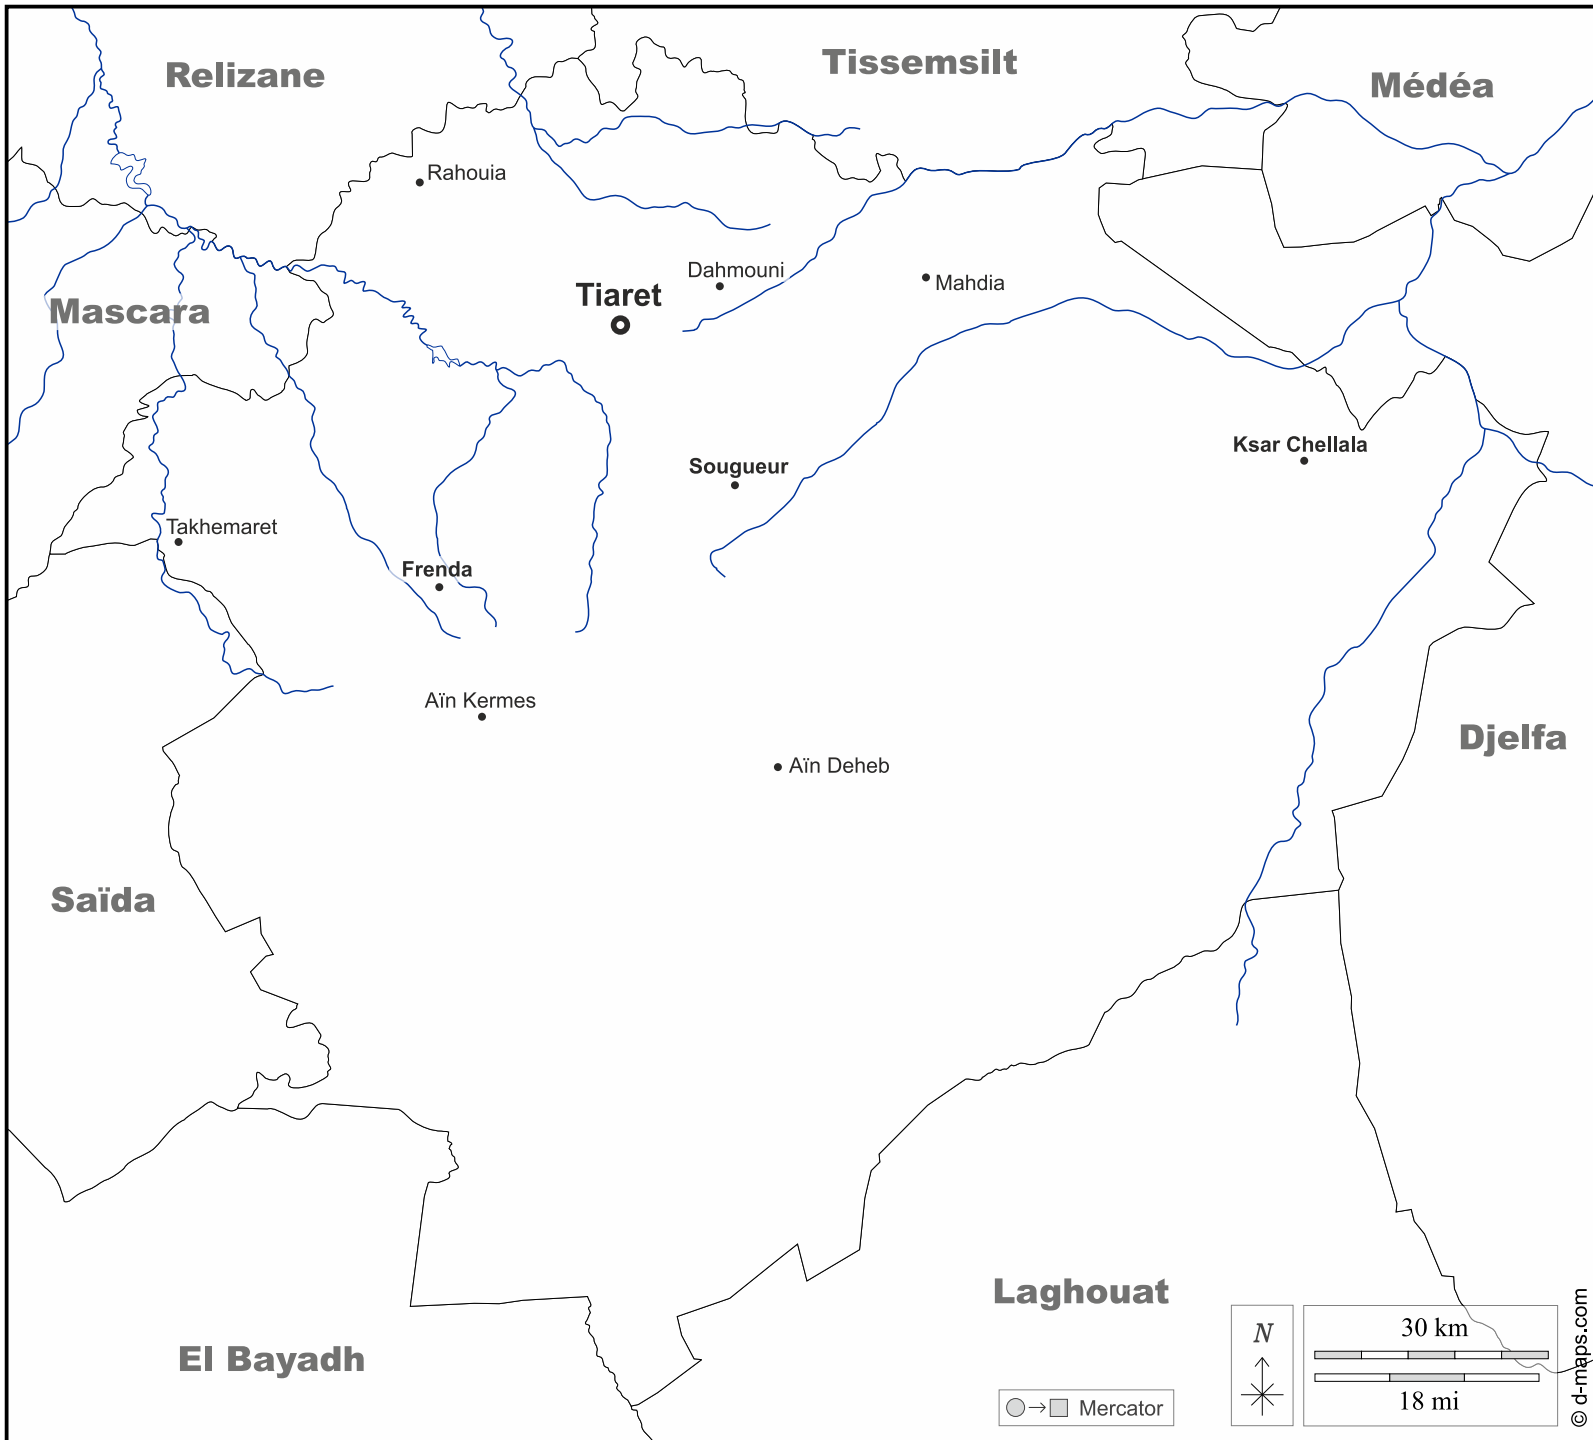 Tissemsilt
Relizane
Médéa
Rahouia
Dahmouni
Mahdia
Tiaret
Mascara
Ksar Chellala
Sougueur
Takhemaret
Frenda
Aïn Kermes
Djelfa
Aïn Deheb
Saïda
Laghouat
El Bayadh
N
30 km
18 mi
Mercator
© d-maps.com